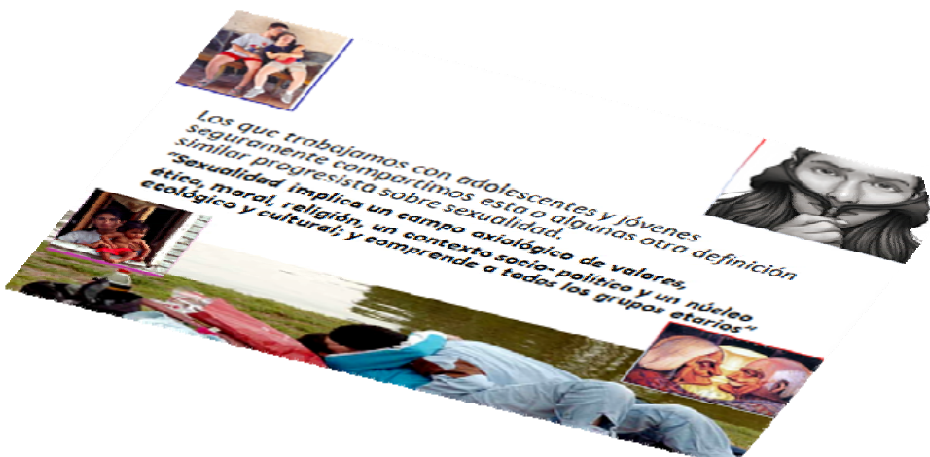 Los que trabajamos con adolescentes y jóvenes
seguramente compartimos esta o algunas otra definición
similar progresista sobre sexualidad.
"Sexualidad implica un campo axiológico de valores,
ética, moral, religión, un contexto socio-político y un núcleo
ecológico y cultural; y comprende a todos los grupos etarios"